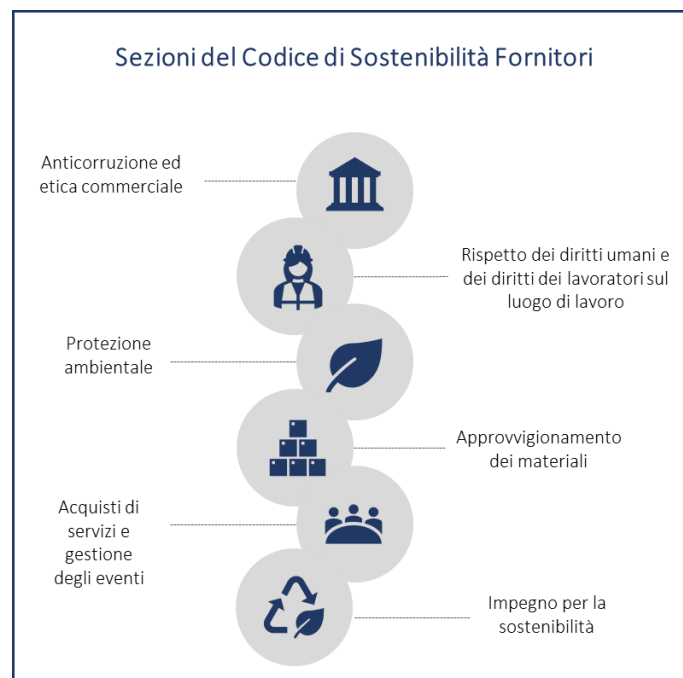 Sezioni del Codice di Sostenibilità Fornitori
Anticorruzione ed
etica commerciale
Rispetto dei diritti umani e
dei diritti dei lavoratori sul
luogo di lavoro
Protezione
ambientale
Approvvigionamento
dei materiali
Acquisti di
servizi e
gestione
degli eventi
Impegno per la
sostenibilità